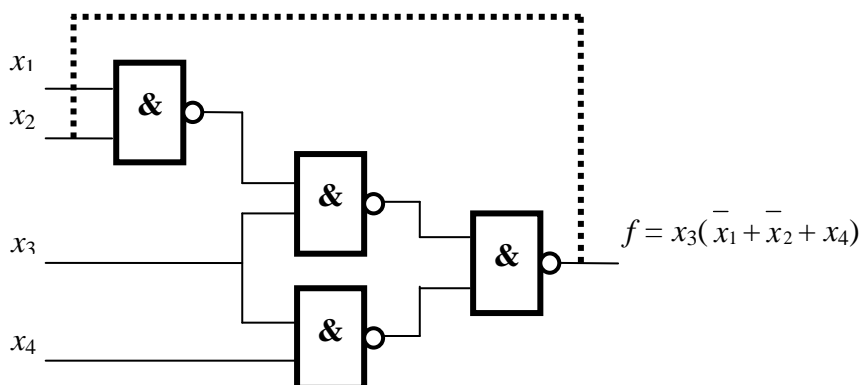 x₁
&
x₂
&
x₃
&
f = x₃( x̄₁ + x̄₂ + x₄)
&
x₄